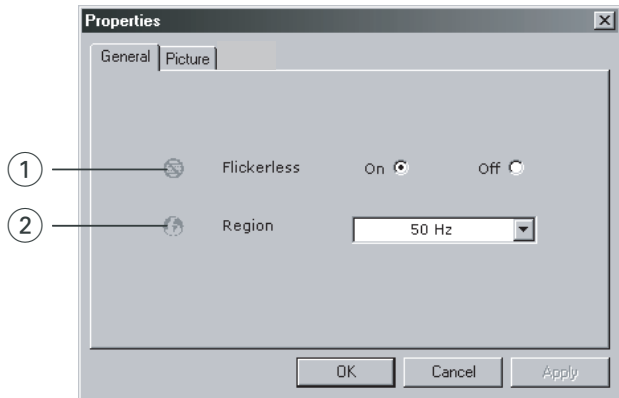 Properties
General Picture
1 Flickerless On Off
2 Region 50 Hz
OK Cancel Apply